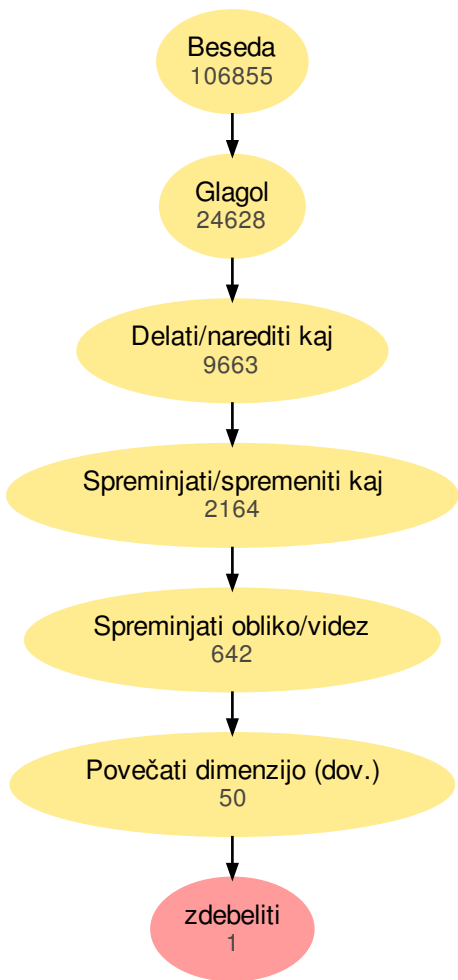 Beseda
106855
Glagol
24628
Delati/narediti kaj
9663
Spreminjati/spremeniti kaj
2164
Spreminjati obliko/videz
642
Povečati dimenzijo (dov.)
50
zdebeliti
1